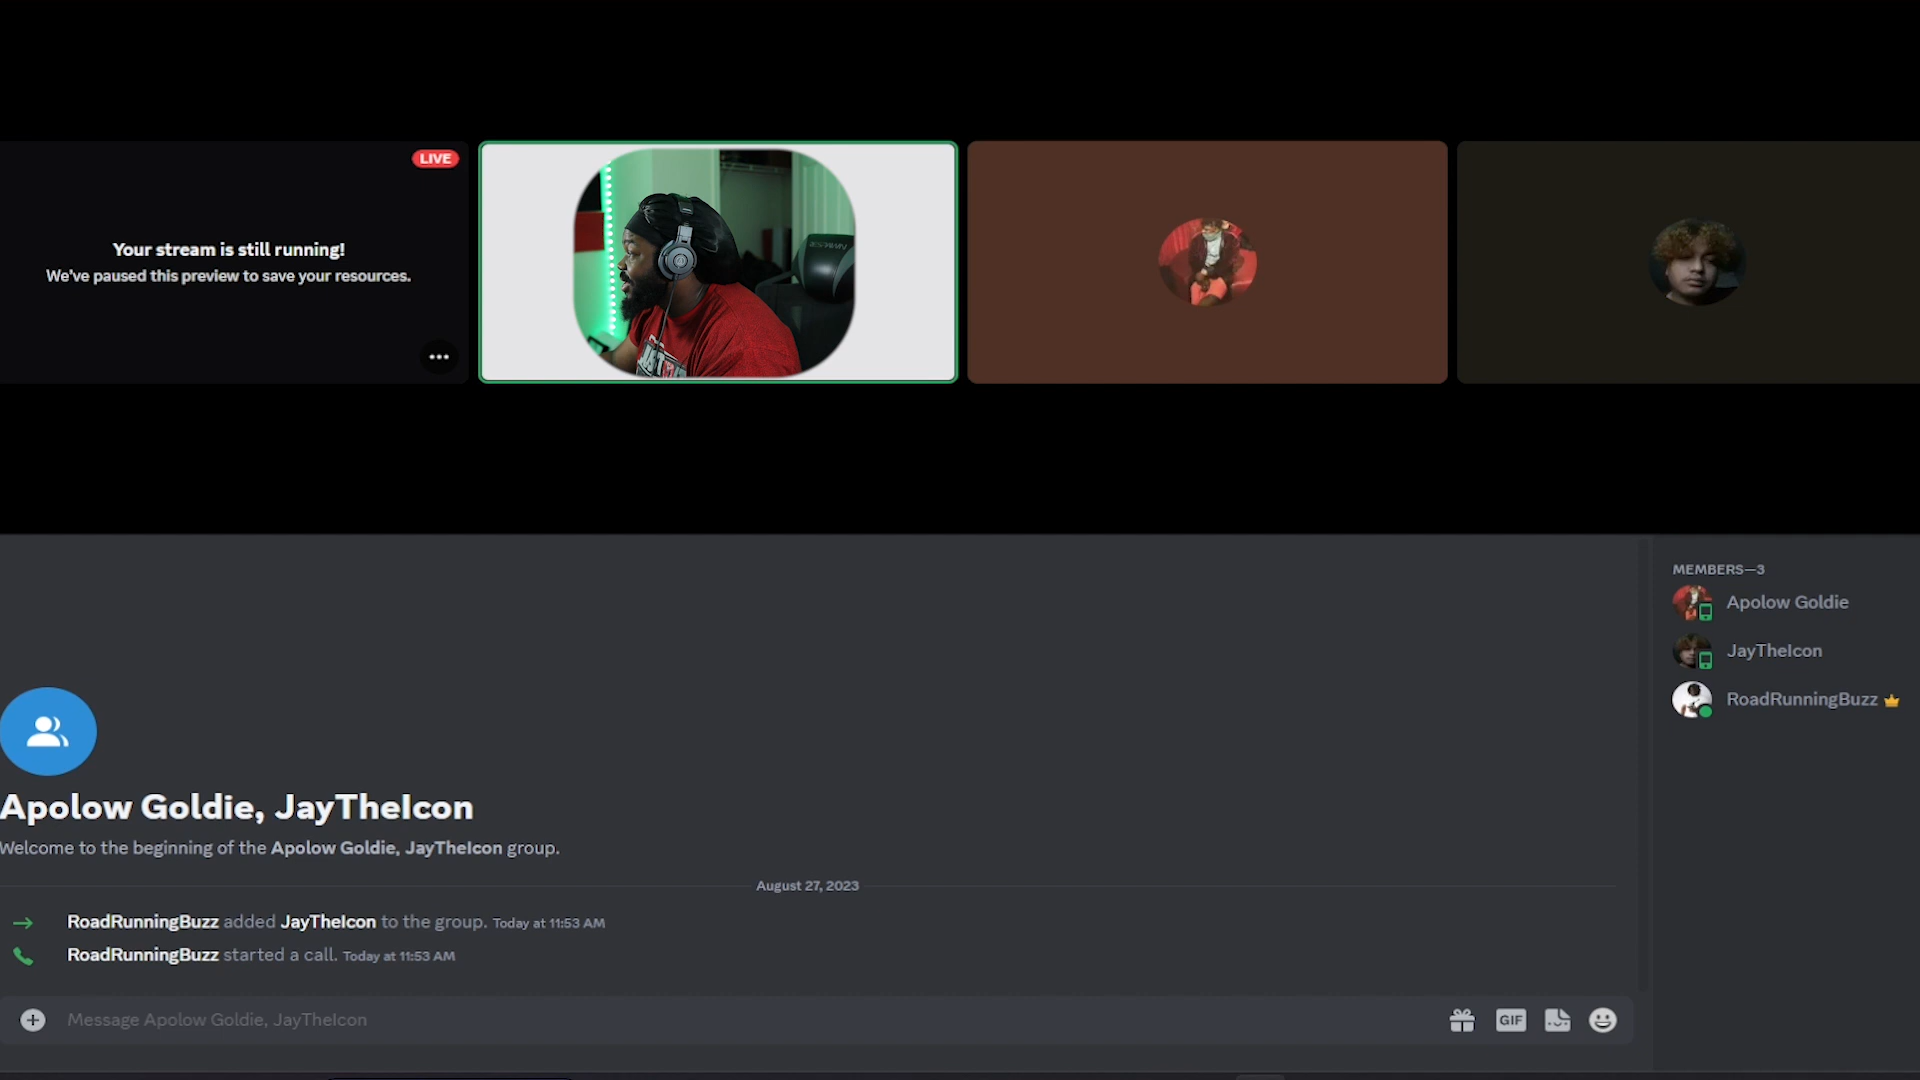 LIVE
Your stream is still running!
We've paused this preview to save your resources.
MEMBERS—3
Apolow Goldie
JayTheIcon
RoadRunningBuzz
Apolow Goldie, JayTheIcon
Welcome to the beginning of the Apolow Goldie, JayTheIcon group.
August 27, 2023
RoadRunningBuzz added JayTheIcon to the group. Today at 11:53 AM
RoadRunningBuzz started a call. Today at 11:53 AM
Message Apolow Goldie, JayTheIcon
GIF